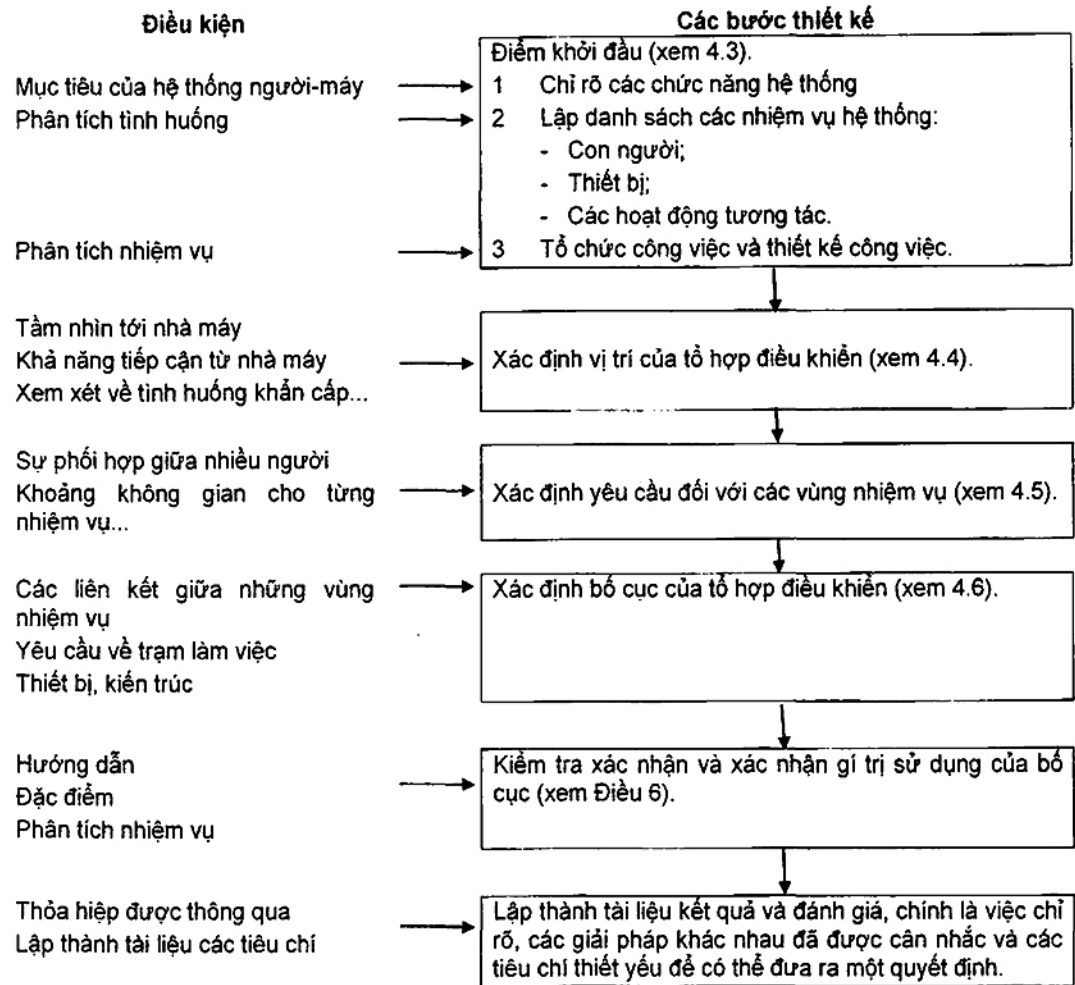 Điều kiện
Các bước thiết kế
Điểm khởi đầu (xem 4.3).
Mục tiêu của hệ thống người-máy
1 Chỉ rõ các chức năng hệ thống
Phân tích tình huống
2 Lập danh sách các nhiệm vụ hệ thống:
- Con người;
- Thiết bị;
- Các hoạt động tương tác.
Phân tích nhiệm vụ
3 Tổ chức công việc và thiết kế công việc.
Tầm nhìn tới nhà máy
Khả năng tiếp cận từ nhà máy
Xem xét về tình huống khẩn cấp...
Xác định vị trí của tổ hợp điều khiển (xem 4.4).
Sự phối hợp giữa nhiều người
Khoảng không gian cho từng
nhiệm vụ...
Xác định yêu cầu đối với các vùng nhiệm vụ (xem 4.5).
Các liên kết giữa những vùng
nhiệm vụ
Yêu cầu về trạm làm việc
Thiết bị, kiến trúc
Xác định bố cục của tổ hợp điều khiển (xem 4.6).
Hướng dẫn
Đặc điểm
Phân tích nhiệm vụ
Kiểm tra xác nhận và xác nhận gí trị sử dụng của bố
cục (xem Điều 6).
Thỏa hiệp được thông qua
Lập thành tài liệu các tiêu chí
Lập thành tài liệu kết quả và đánh giá, chính là việc chỉ
rõ, các giải pháp khác nhau đã được cân nhắc và các
tiêu chí thiết yếu để có thể đưa ra một quyết định.